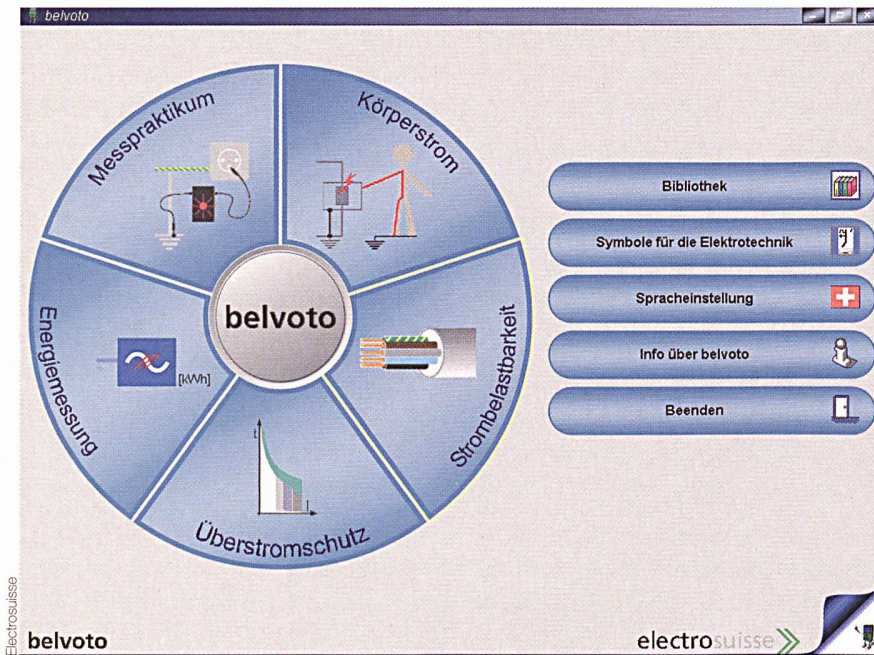 belvoto
Messpraktikum
Körperstrom
Energiemessung
[kWh]
belvoto
Strombelastbarkeit
t
I
Überstromschutz
Bibliothek
Symbole für die Elektrotechnik
Spracheinstellung
Info über belvoto
Beenden
Electrosuisse
belvoto
electrosuisse